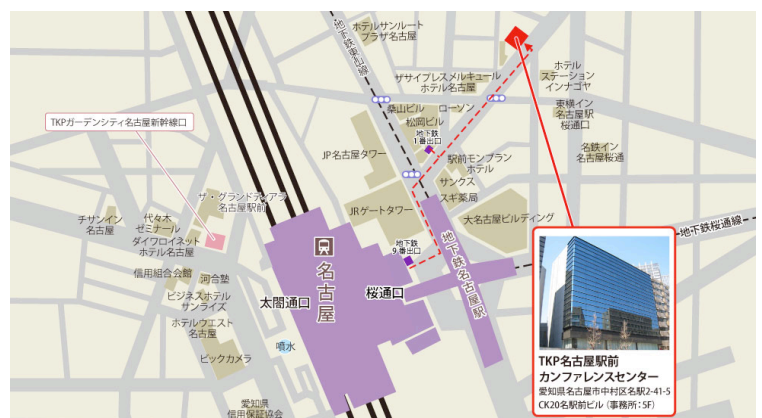 ホテルサンルート
プラザ名古屋
地下鉄東山線
ザサイプレスメルキュール
ホテル名古屋
ホテル
ステーション
インナゴヤ
東横イン
名古屋駅
桜通口
名鉄イン
名古屋桜通
桑山ビル
ローソン
松岡ビル
地下鉄
1番出口
TKPガーデンシティ名古屋新幹線口
JP名古屋タワー
駅前モンブラン
ホテル
サンクス
スギ薬局
ザ・グランドティアラ
名古屋駅前
JRゲートタワー
大名古屋ビルディング
チサンイン
名古屋
代々木
ゼミナール
ダイワロイネット
ホテル名古屋
地下鉄桜通線
地下鉄
9番出口
地下鉄名古屋駅
名古屋
信用組合会館
河合塾
桜通口
太閤通口
ビジネスホテル
サンライズ
ホテルウエスト
名古屋
噴水
ビックカメラ
愛知県
信用保証協会
TKP名古屋駅前
カンファレンスセンター
愛知県名古屋市中村区名駅2-41-5
CK20名駅前ビル（事務所：5F）